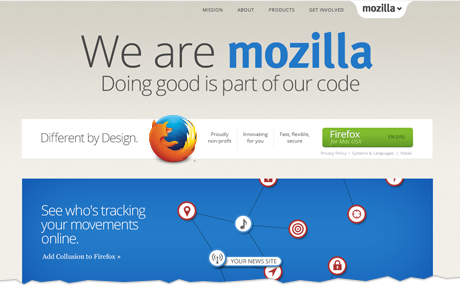 MISSION ABOUT PRODUCTS GET INVOLVED mozilla
We are mozilla
Doing good is part of our code
Different by Design.
Proudly
non-profit
Innovating
for you
Fast, flexible,
secure
Firefox
for Mac OSX
Privacy Policy Systems & Languages Notes
See who's tracking
your movements
online.
Add Collusion to Firefox »
YOUR NEWS SITE